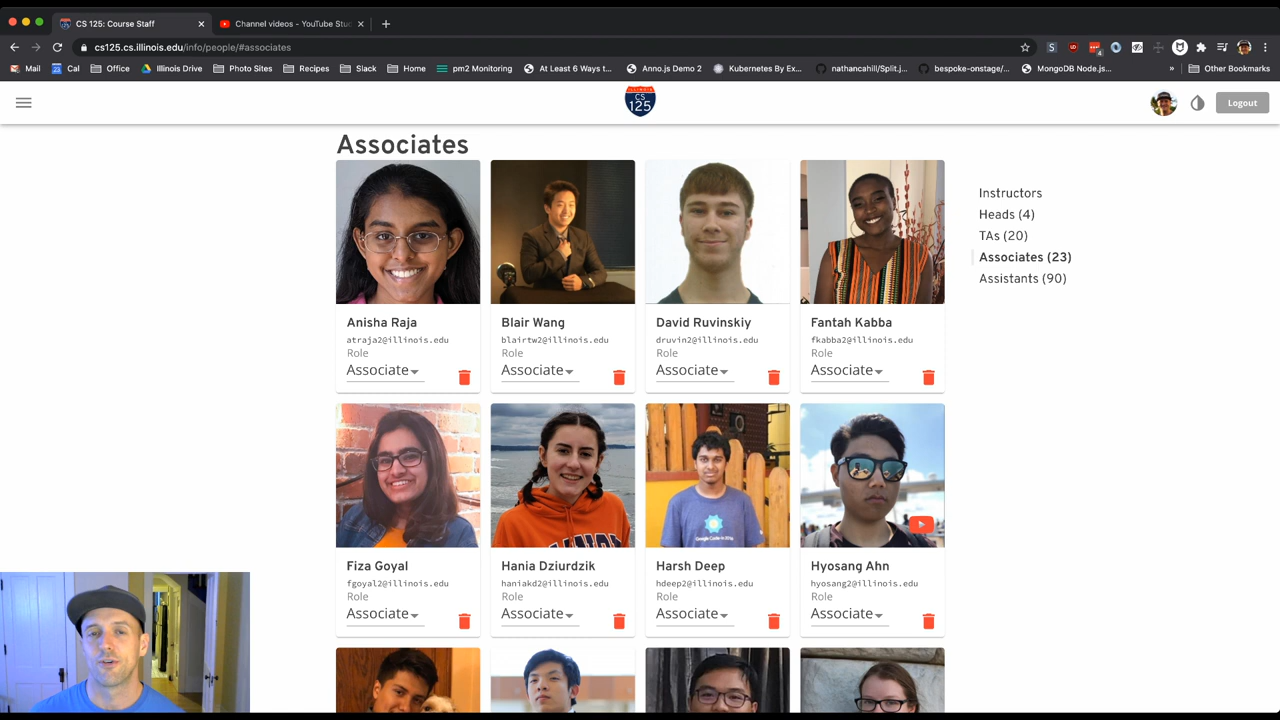 CS 125: Course Staff
Channel videos - YouTube Stu
cs125.cs.illinois.edu/info/people/#associates
Mail
Cal
Office
Illinois Drive
Photo Sites
Recipes
Slack
Home
pm2 Monitoring
At Least 6 Ways t...
Anno.js Demo 2
Kubernetes By Ex...
nathancahill/Split.j...
bespoke-onstage/...
MongoDB Node.js...
»
Other Bookmarks
ILLINOIS
CS
125
Logout
Associates
Instructors
Heads (4)
TAs (20)
Associates (23)
Assistants (90)
Anisha Raja
atraja2@illinois.edu
Role
Associate
Blair Wang
blairtw2@illinois.edu
Role
Associate
David Ruvinskiy
druvin2@illinois.edu
Role
Associate
Fantah Kabba
fkabba2@illinois.edu
Role
Associate
Fiza Goyal
fgoyal2@illinois.edu
Role
Associate
Hania Dziurdzik
haniakd2@illinois.edu
Role
Associate
Harsh Deep
hdeep2@illinois.edu
Role
Associate
Hyosang Ahn
hyosang2@illinois.edu
Role
Associate